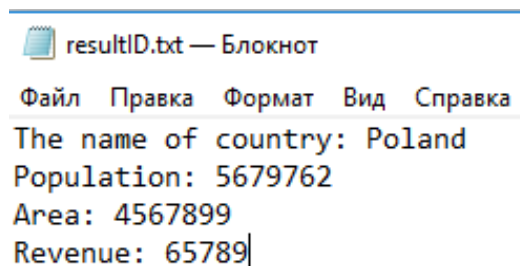 resultID.txt — Блокнот
Файл Правка Формат Вид Справка
The name of country: Poland
Population: 5679762
Area: 4567899
Revenue: 65789